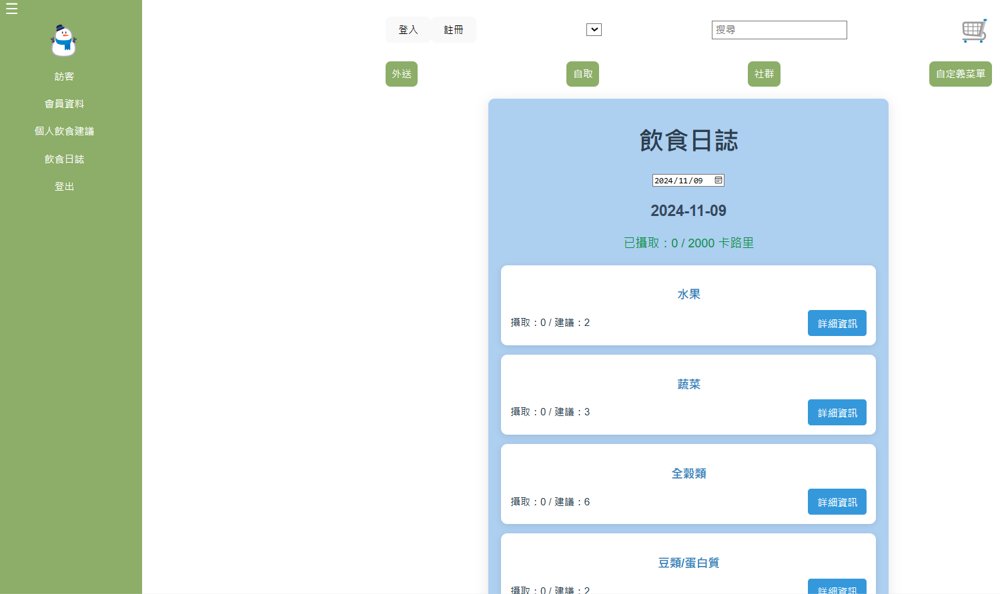 ☰
訪客
會員資料
個人飲食建議
飲食日誌
登出
登入 註冊 搜尋
外送 自取 社群 自定義菜單
飲食日誌
2024/11/09
2024-11-09
已攝取：0 / 2000 卡路里
水果
攝取：0 / 建議：2 詳細資訊
蔬菜
攝取：0 / 建議：3 詳細資訊
全穀類
攝取：0 / 建議：6 詳細資訊
豆類/蛋白質
攝取：0 / 建議：2 詳細資訊